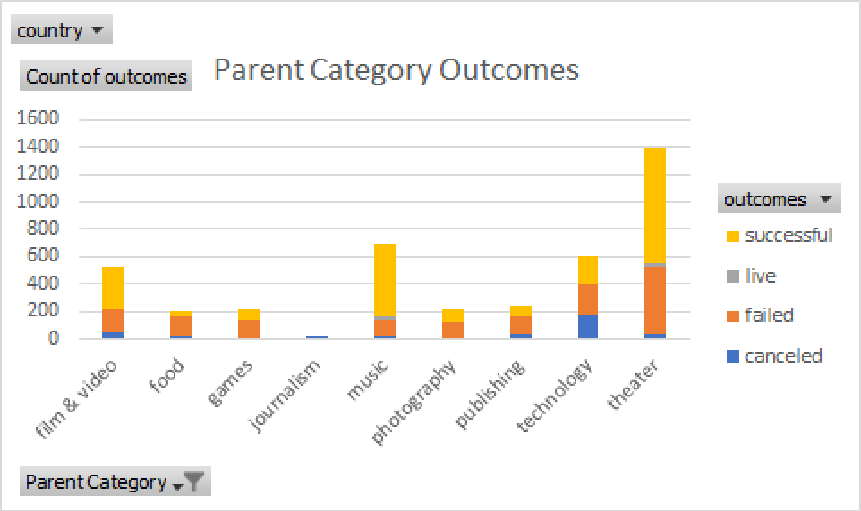 country
Count of outcomes
Parent Category Outcomes
1600
1400
1200
1000
800
600
400
200
0
film & video
food
games
journalism
music
photography
publishing
technology
theater
outcomes
successful
live
failed
canceled
Parent Category